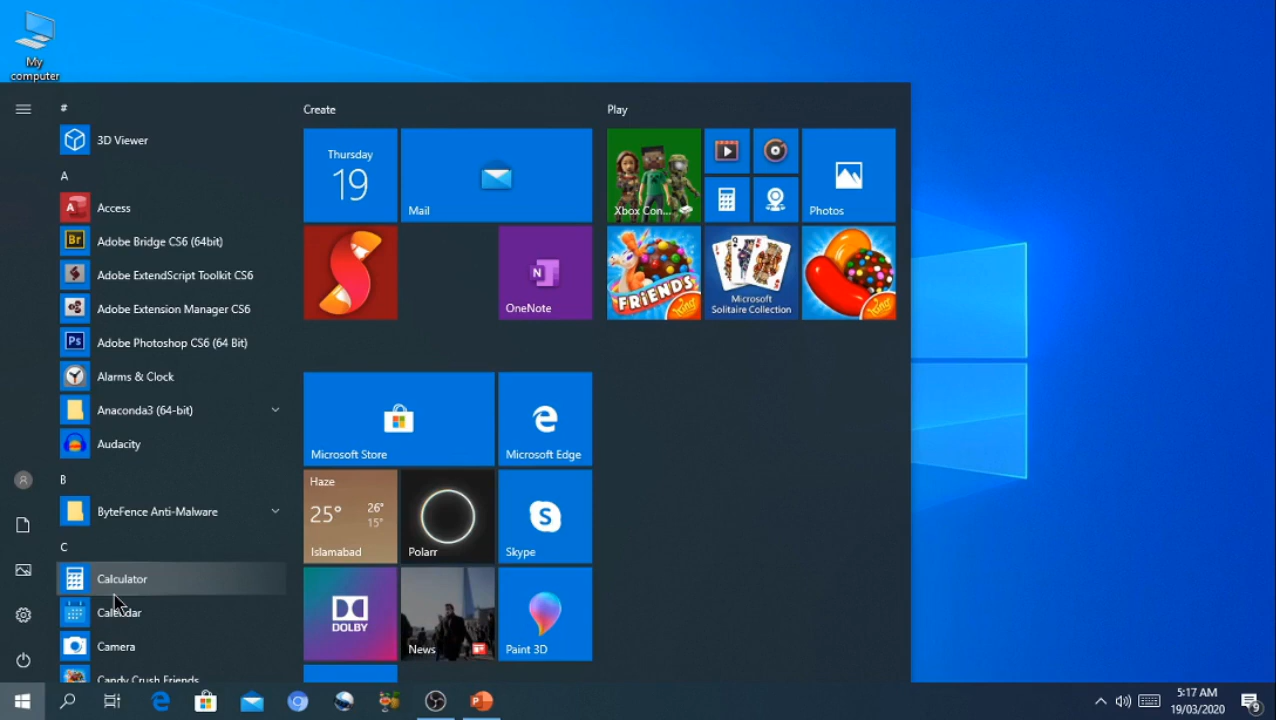 My
computer
#
3D Viewer
A
Access
Adobe Bridge CS6 (64bit)
Adobe ExtendScript Toolkit CS6
Adobe Extension Manager CS6
Adobe Photoshop CS6 (64 Bit)
Alarms & Clock
Anaconda3 (64-bit)
Audacity
B
ByteFence Anti-Malware
C
Calculator
Calendar
Camera
Candy Crush Friends
Create
Thursday
19
Mail
N
OneNote
Microsoft Store
Microsoft Edge
Haze
25°
26°
15°
Islamabad
Polarr
S
Skype
DOLBY
News
Paint 3D
Play
Xbox Con...
Photos
FRIENDS
King
Microsoft
Solitaire Collection
King
5:17 AM
19/03/2020
9